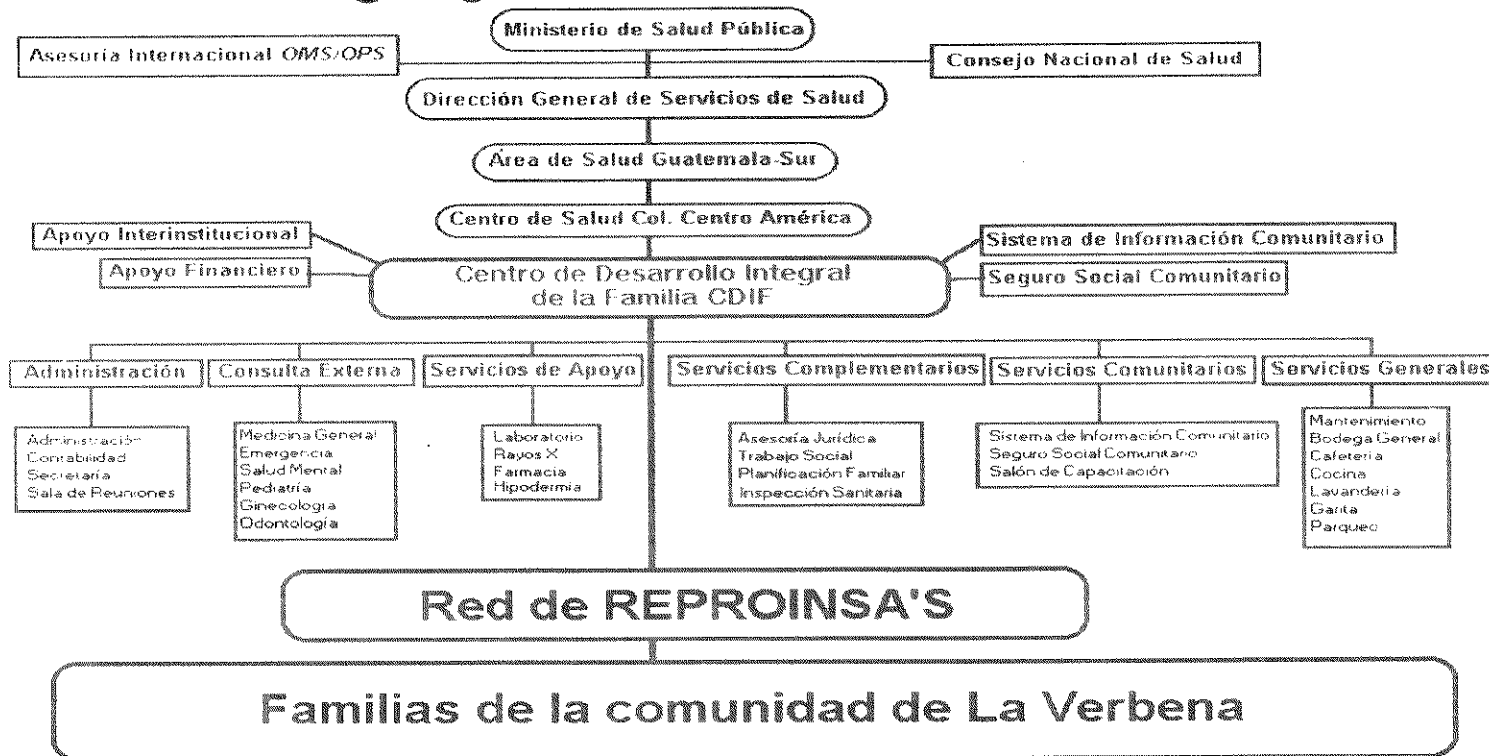 Ministerio de Salud Pública
Asesoría Internacional OMS/OPS
Consejo Nacional de Salud
Dirección General de Servicios de Salud
Área de Salud Guatemala-Sur
Centro de Salud Col. Centro América
Apoyo Interinstitucional
Sistema de Información Comunitario
Apoyo Financiero
Centro de Desarrollo Integral
de la Familia CDIF
Seguro Social Comunitario
Administración
Consulta Externa
Servicios de Apoyo
Servicios Complementarios
Servicios Comunitarios
Servicios Generales
Administración
Contabilidad
Secretaría
Sala de Reuniones
Medicina General
Emergencia
Salud Mental
Pediatría
Ginecología
Odontología
Laboratorio
Rayos X
Farmacia
Hipodermia
Asesoría Jurídica
Trabajo Social
Planificación Familiar
Inspección Sanitaria
Sistema de Información Comunitario
Seguro Social Comunitario
Salón de Capacitación
Mantenimiento
Bodega General
Cafetería
Cocina
Lavandería
Garita
Parqueo
Red de REPROINSA'S
Familias de la comunidad de La Verbena